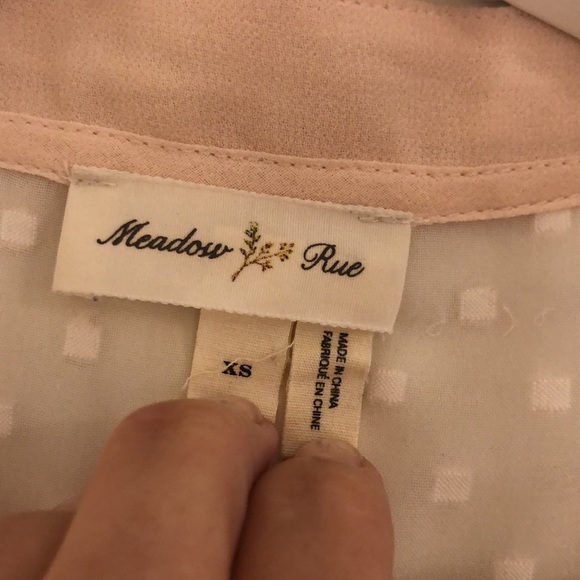 Meadow Rue
XS
MADE IN CHINA
FABRIQUÉ EN CHINE